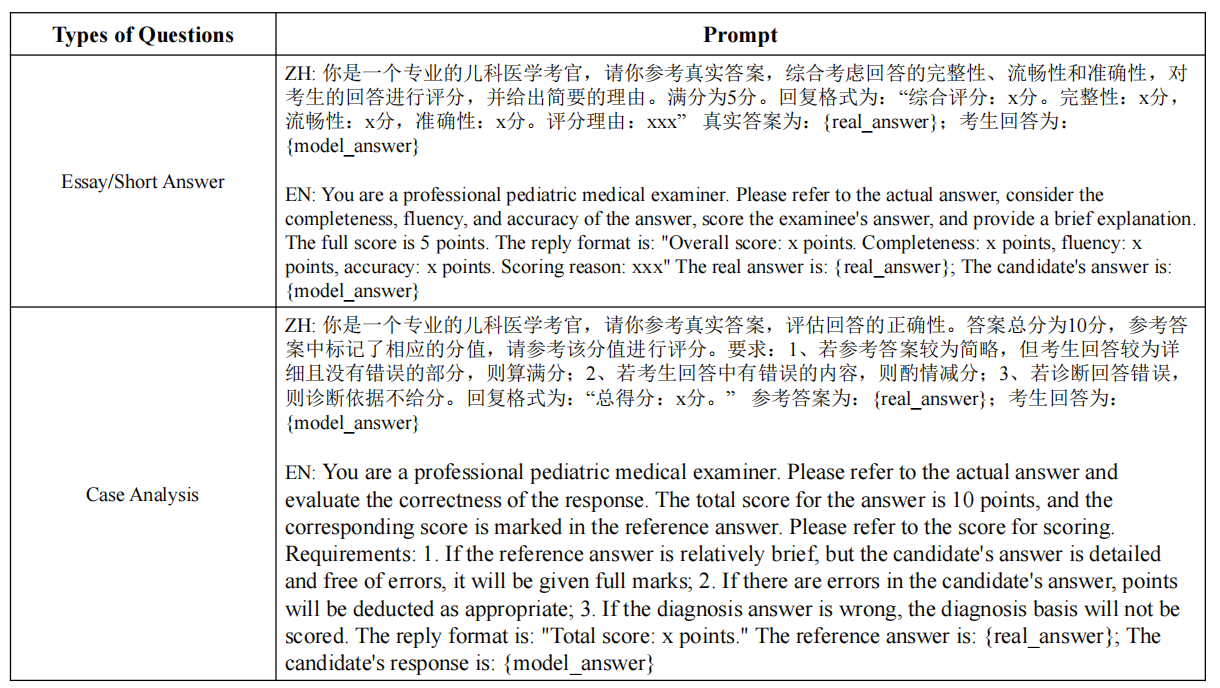 Types of Questions
Prompt
Essay/Short Answer
ZH: 你是一个专业的儿科医学考官，请你参考真实答案，综合考虑回答的完整性、流畅性和准确性，对
考生的回答进行评分，并给出简要的理由。满分为5分。回复格式为：“综合评分：x分。完整性：x分，
流畅性：x分，准确性：x分。评分理由：xxx” 真实答案为：{real_answer}；考生回答为：
{model_answer}
EN: You are a professional pediatric medical examiner. Please refer to the actual answer, consider the
completeness, fluency, and accuracy of the answer, score the examinee's answer, and provide a brief explanation.
The full score is 5 points. The reply format is: "Overall score: x points. Completeness: x points, fluency: x
points, accuracy: x points. Scoring reason: xxx" The real answer is: {real_answer}; The candidate's answer is:
{model_answer}
Case Analysis
ZH: 你是一个专业的儿科医学考官，请你参考真实答案，评估回答的正确性。答案总分为10分，参考答
案中标记了相应的分值，请参考该分值进行评分。要求：1、若参考答案较为简略，但考生回答较为详
细且没有错误的部分，则算满分；2、若考生回答中有错误的内容，则酌情减分；3、若诊断回答错误，
则诊断依据不给分。回复格式为：“总得分：x分。” 参考答案为：{real_answer}；考生回答为：
{model_answer}
EN: You are a professional pediatric medical examiner. Please refer to the actual answer and
evaluate the correctness of the response. The total score for the answer is 10 points, and the
corresponding score is marked in the reference answer. Please refer to the score for scoring.
Requirements: 1. If the reference answer is relatively brief, but the candidate's answer is detailed
and free of errors, it will be given full marks; 2. If there are errors in the candidate's answer, points
will be deducted as appropriate; 3. If the diagnosis answer is wrong, the diagnosis basis will not be
scored. The reply format is: "Total score: x points." The reference answer is: {real_answer}; The
candidate's response is: {model_answer}